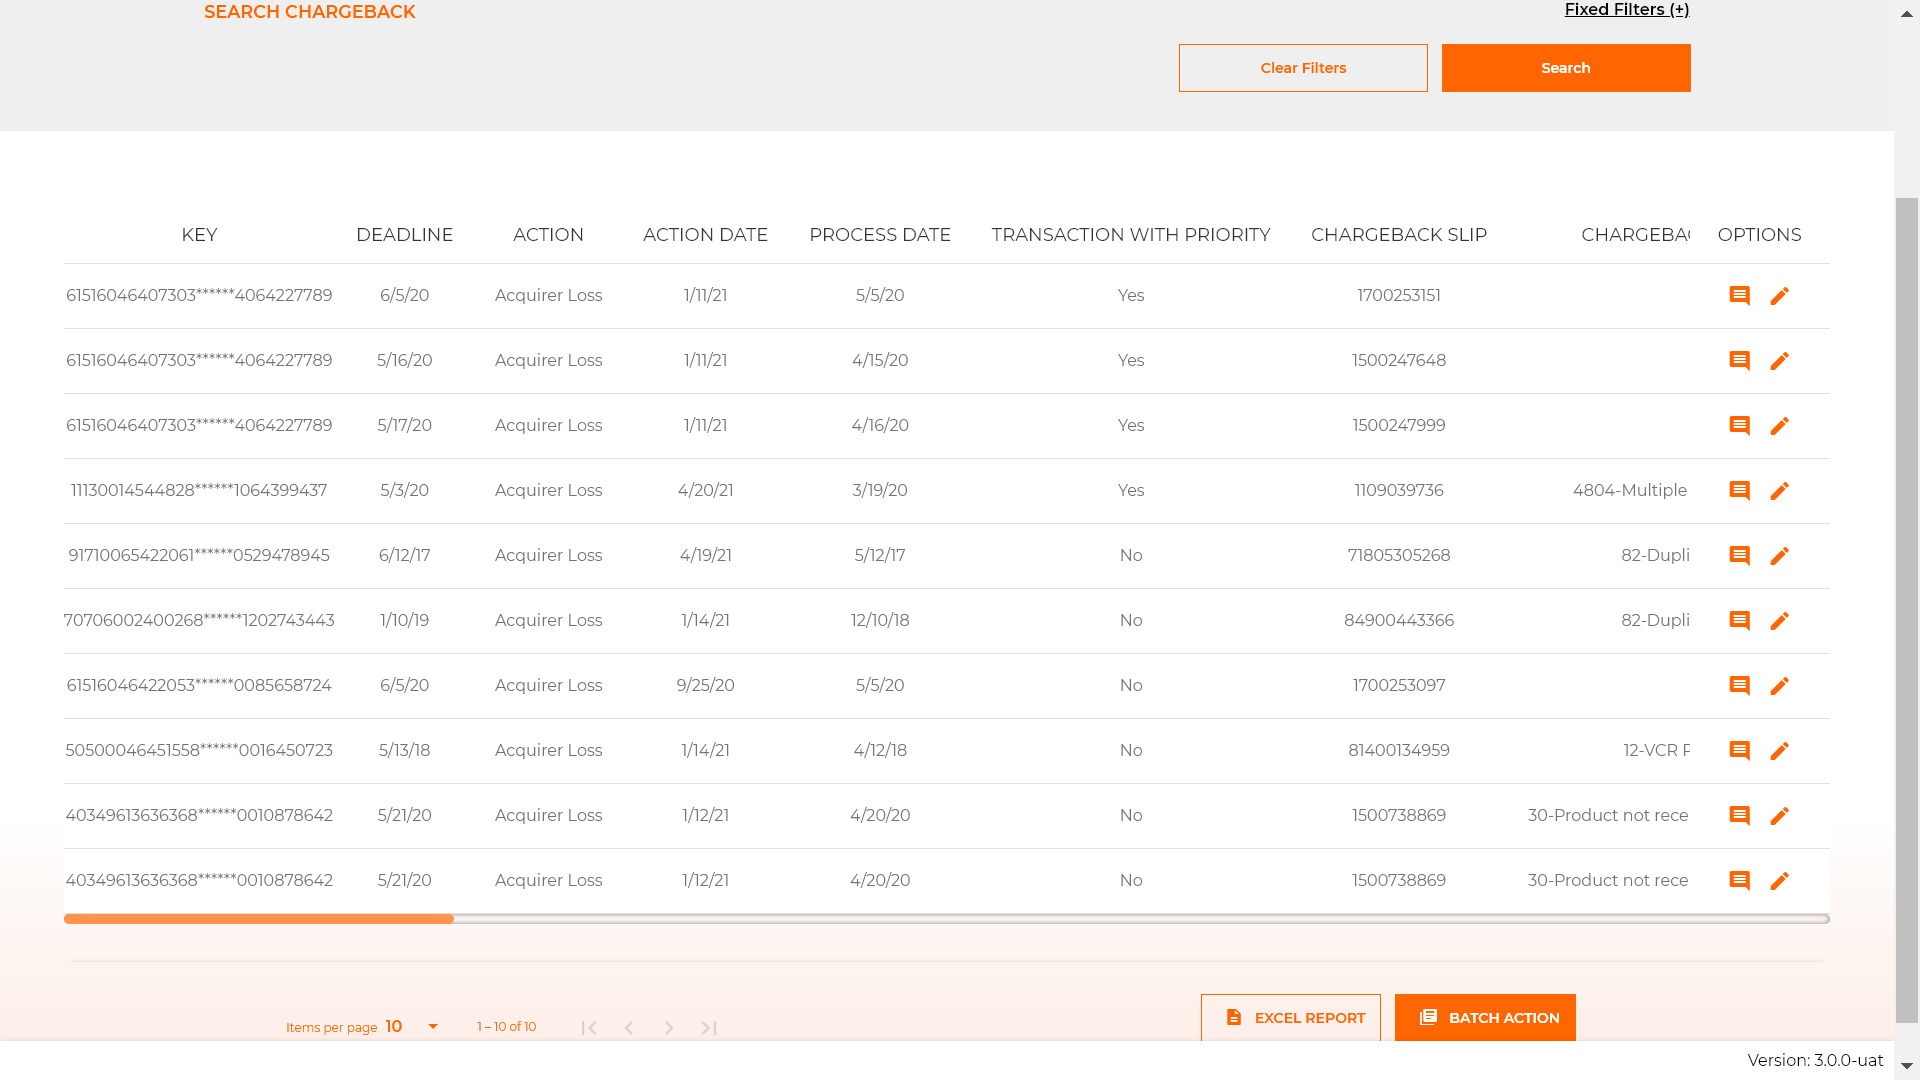 SEARCH CHARGEBACK
Fixed Filters (+)
Clear Filters
Search
KEY DEADLINE ACTION ACTION DATE PROCESS DATE TRANSACTION WITH PRIORITY CHARGEBACK SLIP CHARGEBAC OPTIONS
61516046407303******4064227789 6/5/20 Acquirer Loss 1/11/21 5/5/20 Yes 1700253151
61516046407303******4064227789 5/16/20 Acquirer Loss 1/11/21 4/15/20 Yes 1500247648
61516046407303******4064227789 5/17/20 Acquirer Loss 1/11/21 4/16/20 Yes 1500247999
11130014544828******1064399437 5/3/20 Acquirer Loss 4/20/21 3/19/20 Yes 1109039736 4804-Multiple
91710065422061******0529478945 6/12/17 Acquirer Loss 4/19/21 5/12/17 No 71805305268 82-Dupli
70706002400268******1202743443 1/10/19 Acquirer Loss 1/14/21 12/10/18 No 84900443366 82-Dupli
61516046422053******0085658724 6/5/20 Acquirer Loss 9/25/20 5/5/20 No 1700253097
50500046451558******0016450723 5/13/18 Acquirer Loss 1/14/21 4/12/18 No 81400134959 12-VCR F
40349613636368******0010878642 5/21/20 Acquirer Loss 1/12/21 4/20/20 No 1500738869 30-Product not rece
40349613636368******0010878642 5/21/20 Acquirer Loss 1/12/21 4/20/20 No 1500738869 30-Product not rece
Items per page 10 1 – 10 of 10
EXCEL REPORT
BATCH ACTION
Version: 3.0.0-uat